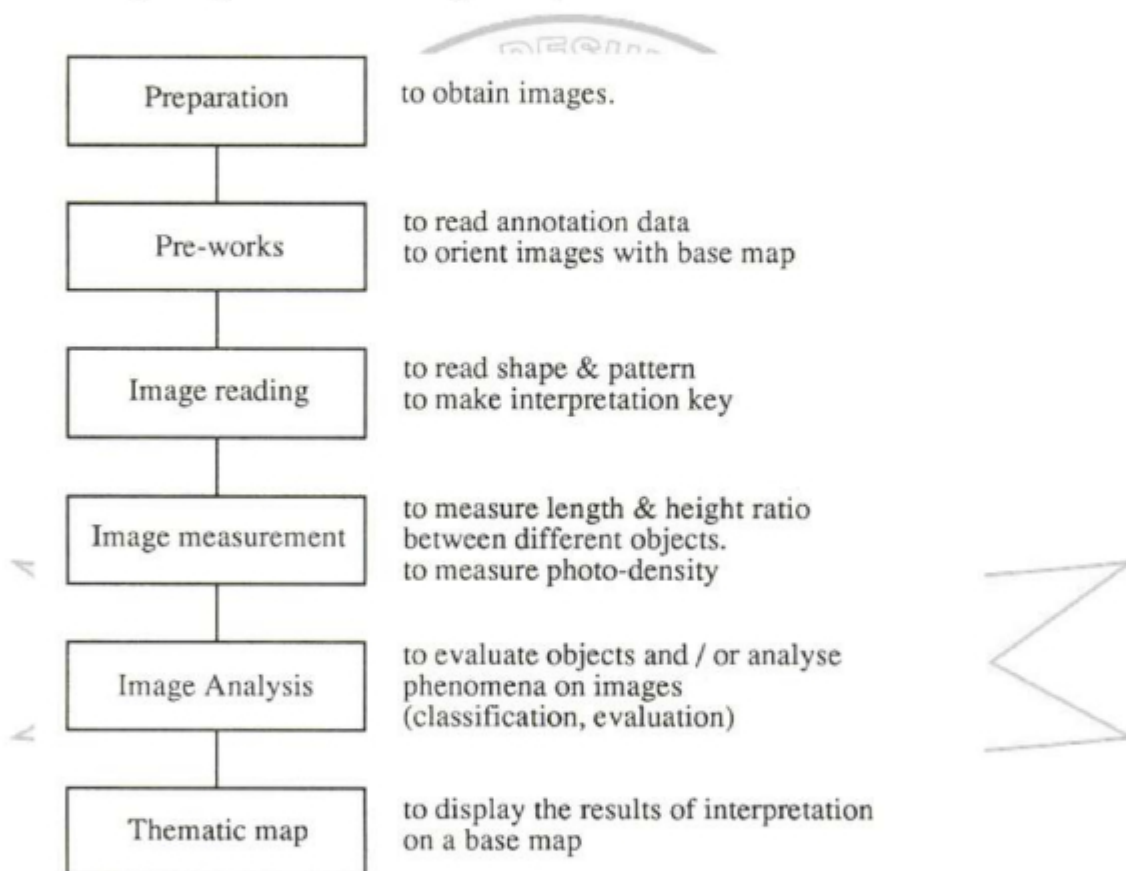 Preparation
to obtain images.
Pre-works
to read annotation data
to orient images with base map
Image reading
to read shape & pattern
to make interpretation key
Image measurement
to measure length & height ratio
between different objects.
to measure photo-density
Image Analysis
to evaluate objects and / or analyse
phenomena on images
(classification, evaluation)
Thematic map
to display the results of interpretation
on a base map